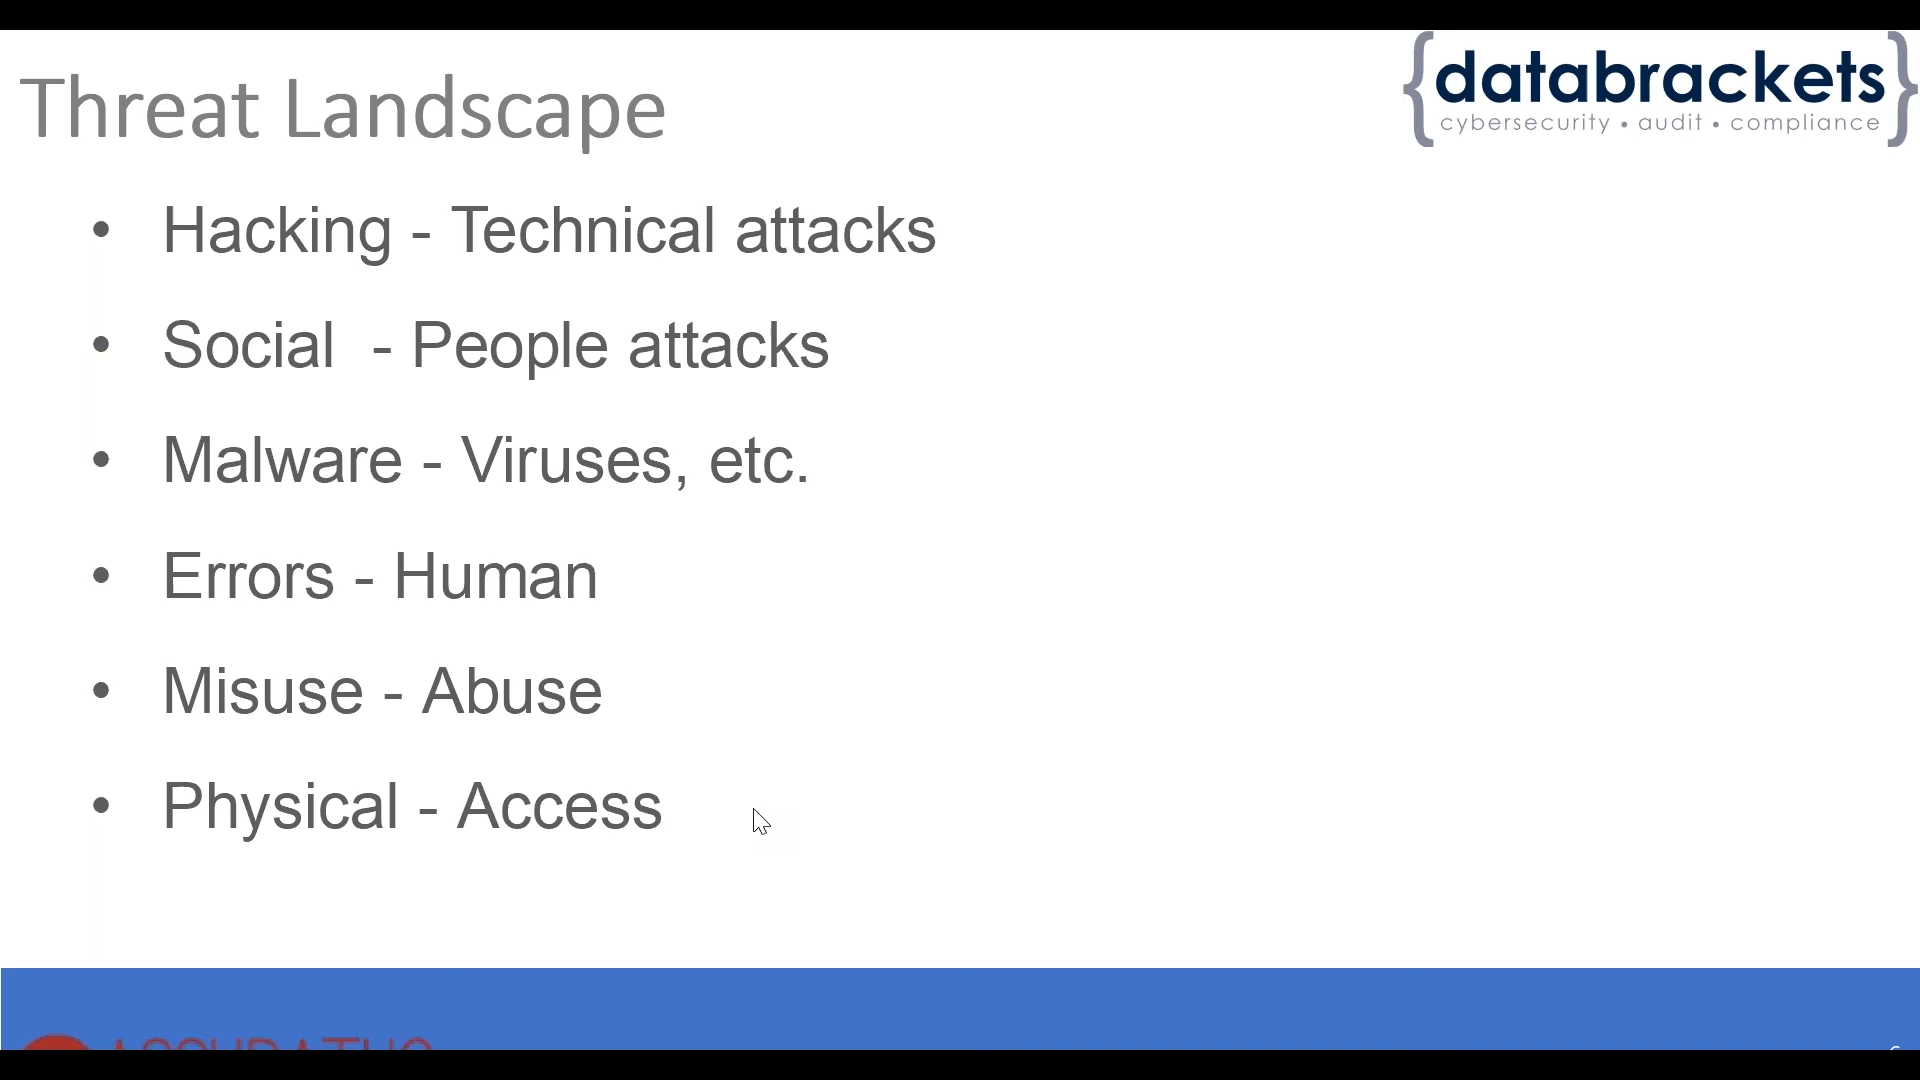 Threat Landscape
{databrackets}
cybersecurity • audit • compliance
• Hacking - Technical attacks
• Social - People attacks
• Malware - Viruses, etc.
• Errors - Human
• Misuse - Abuse
• Physical - Access